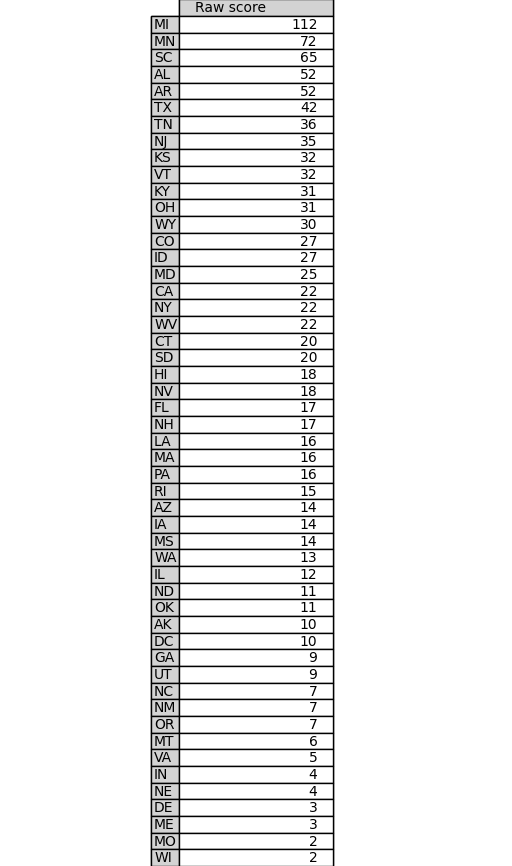 Raw score
MI 112
MN 72
SC 65
AL 52
AR 52
TX 42
TN 36
NJ 35
KS 32
VT 32
KY 31
OH 31
WY 30
CO 27
ID 27
MD 25
CA 22
NY 22
WV 22
CT 20
SD 20
HI 18
NV 18
FL 17
NH 17
LA 16
MA 16
PA 16
RI 15
AZ 14
IA 14
MS 14
WA 13
IL 12
ND 11
OK 11
AK 10
DC 10
GA 9
UT 9
NC 7
NM 7
OR 7
MT 6
VA 5
IN 4
NE 4
DE 3
ME 3
MO 2
WI 2